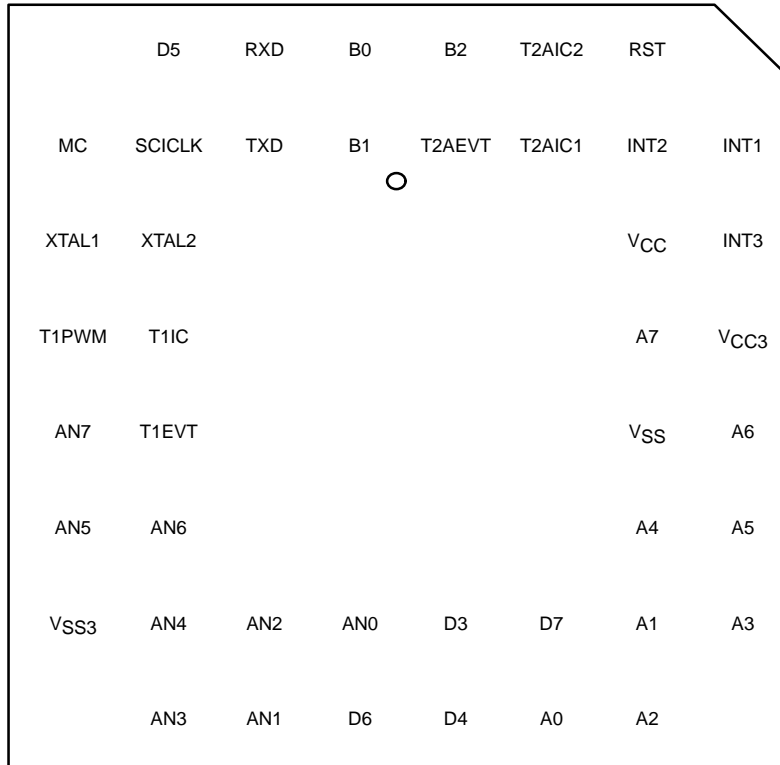 D5 RXD B0 B2 T2AIC2 RST
MC SCICLK TXD B1 T2AEVT T2AIC1 INT2 INT1
XTAL1 XTAL2 VCC INT3
T1PWM T1IC A7 VCC3
AN7 T1EVT VSS A6
AN5 AN6 A4 A5
VSS3 AN4 AN2 AN0 D3 D7 A1 A3
AN3 AN1 D6 D4 A0 A2